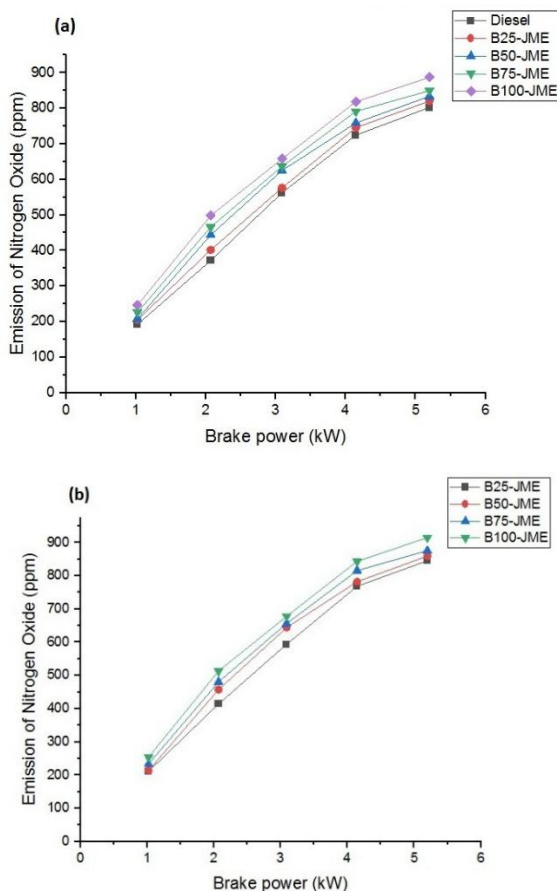 (a)
Diesel
B25-JME
B50-JME
B75-JME
B100-JME
Emission of Nitrogen Oxide (ppm)
900
800
700
600
500
400
300
200
100
0
0 1 2 3 4 5 6
Brake power (kW)
(b)
B25-JME
B50-JME
B75-JME
B100-JME
Emission of Nitrogen Oxide (ppm)
900
800
700
600
500
400
300
200
100
0
0 1 2 3 4 5 6
Brake power (kW)